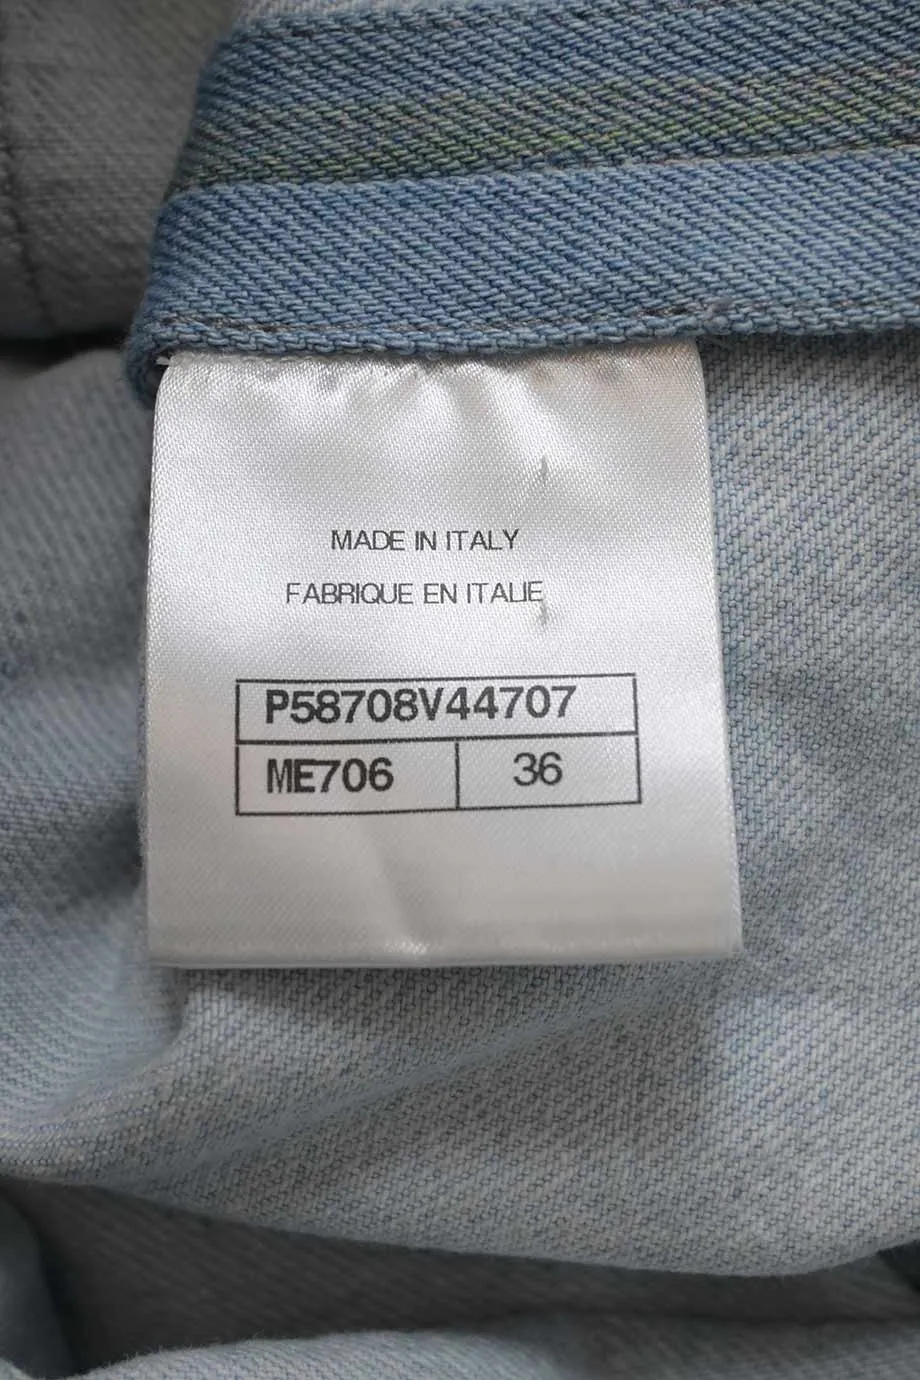 MADE IN ITALY
FABRIQUE EN ITALIE
P58708V44707
ME706 36